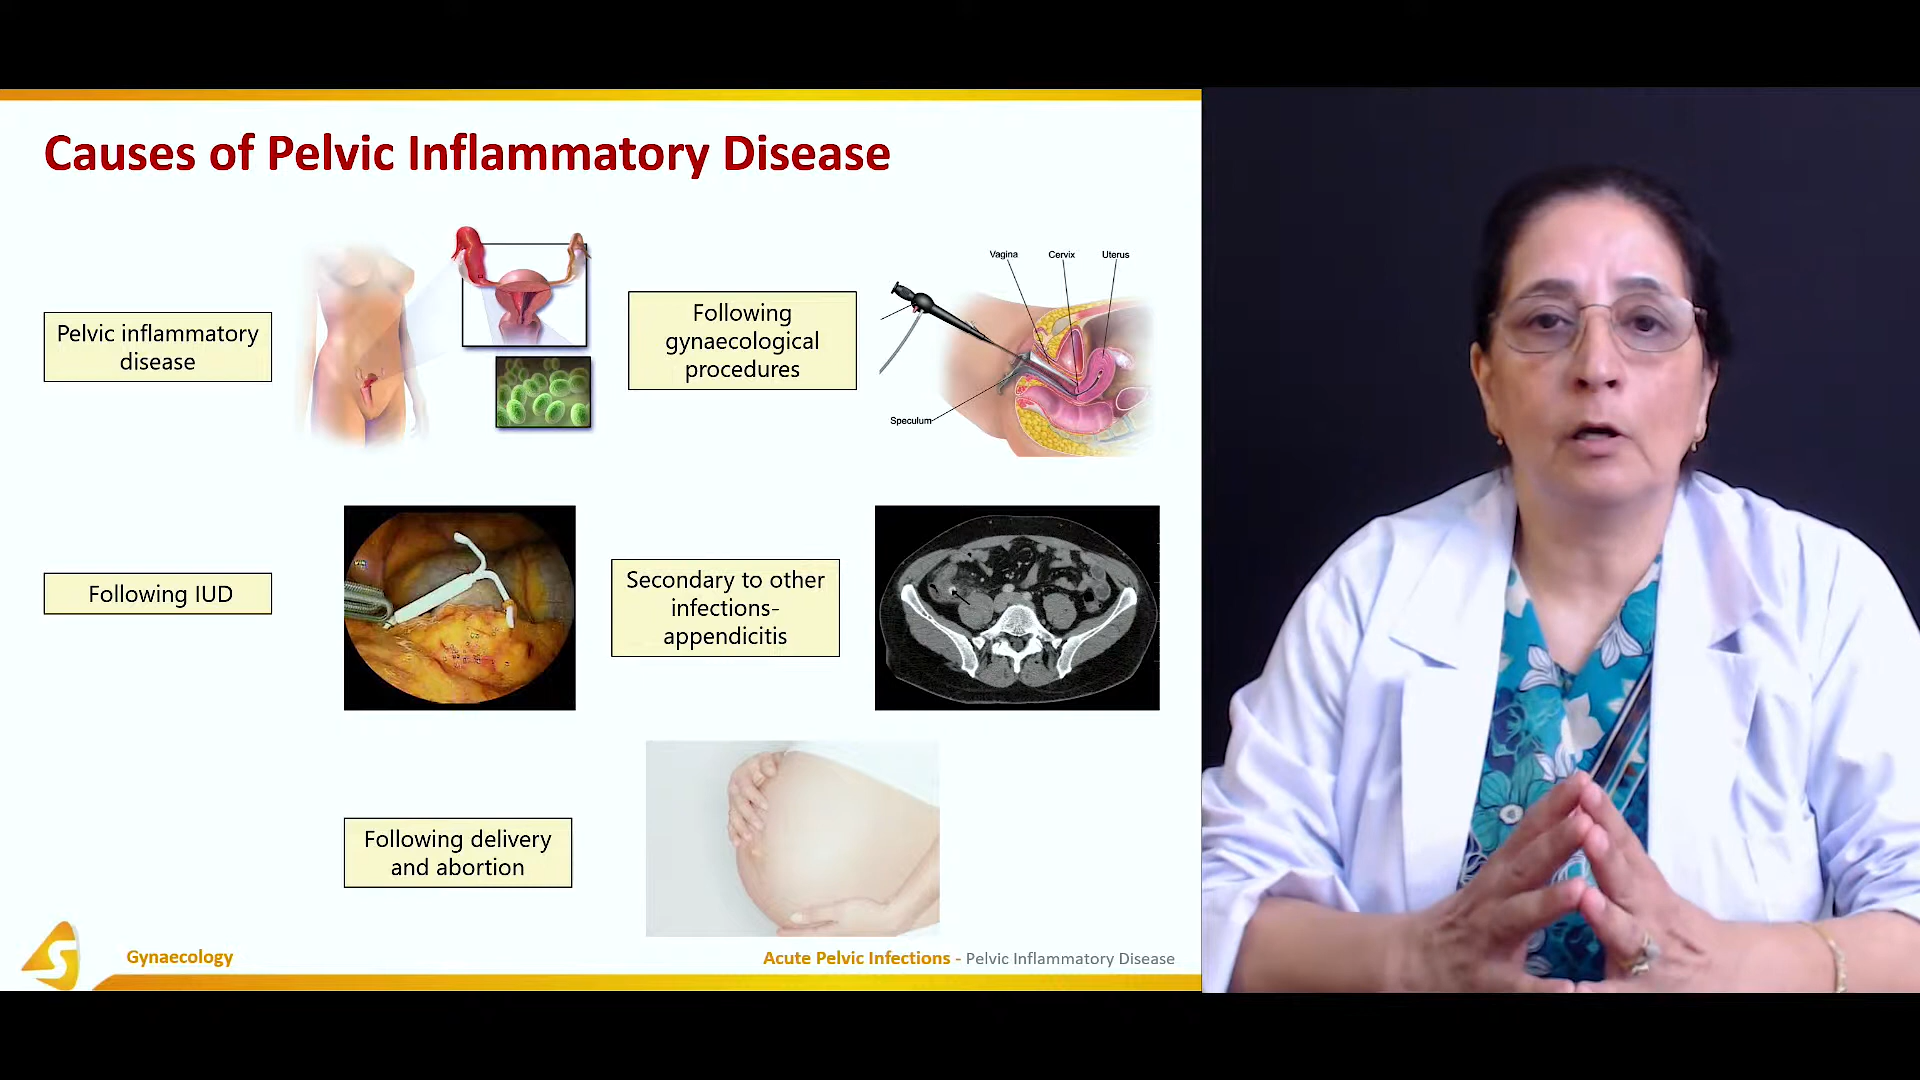 Causes of Pelvic Inflammatory Disease
Pelvic inflammatory
disease
Following
gynaecological
procedures
Vagina
Cervix
Uterus
Speculum
Following IUD
Secondary to other
infections-
appendicitis
Following delivery
and abortion
S
Gynaecology
Acute Pelvic Infections - Pelvic Inflammatory Disease